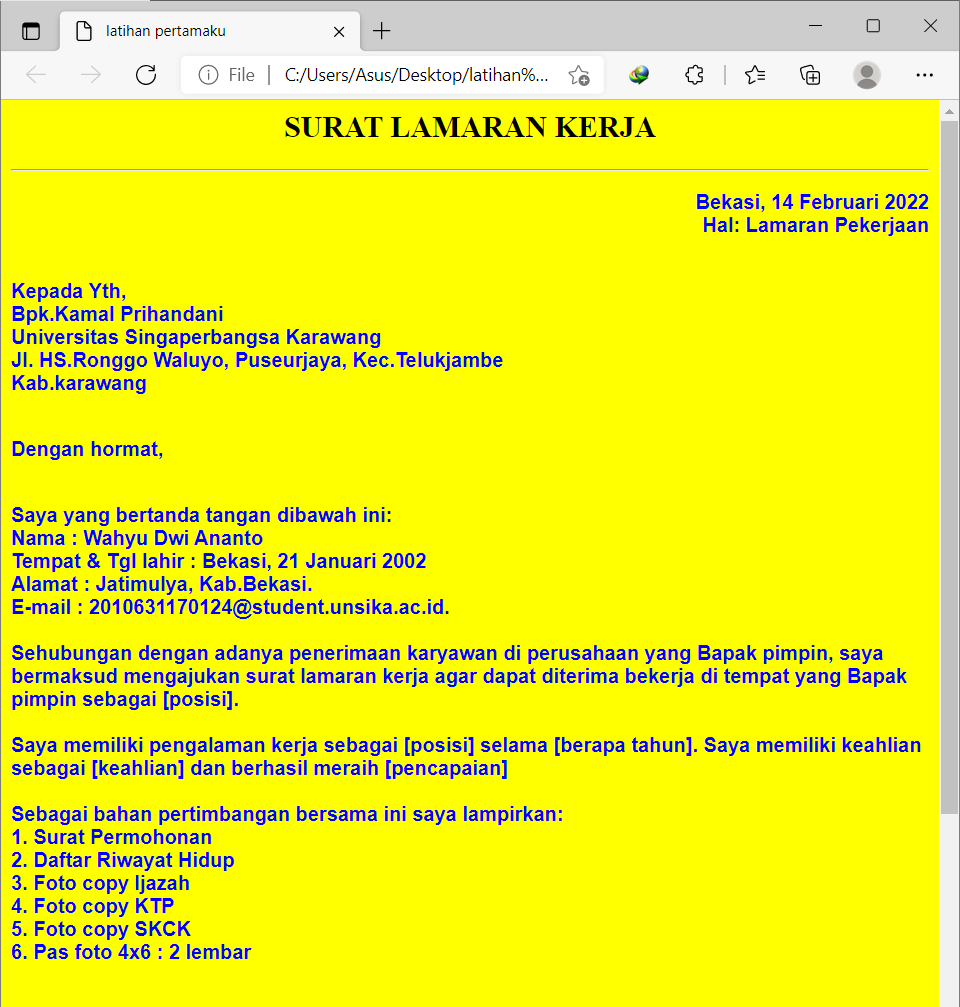 latihan pertamaku
File
C:/Users/Asus/Desktop/latihan%...
SURAT LAMARAN KERJA
Bekasi, 14 Februari 2022
Hal: Lamaran Pekerjaan
Kepada Yth,
Bpk.Kamal Prihandani
Universitas Singaperbangsa Karawang
Jl. HS.Ronggo Waluyo, Puseurjaya, Kec.Telukjambe
Kab.karawang
Dengan hormat,
Saya yang bertanda tangan dibawah ini:
Nama : Wahyu Dwi Ananto
Tempat & Tgl lahir : Bekasi, 21 Januari 2002
Alamat : Jatimulya, Kab.Bekasi.
E-mail : 2010631170124@student.unsika.ac.id.
Sehubungan dengan adanya penerimaan karyawan di perusahaan yang Bapak pimpin, saya
bermaksud mengajukan surat lamaran kerja agar dapat diterima bekerja di tempat yang Bapak
pimpin sebagai [posisi].
Saya memiliki pengalaman kerja sebagai [posisi] selama [berapa tahun]. Saya memiliki keahlian
sebagai [keahlian] dan berhasil meraih [pencapaian]
Sebagai bahan pertimbangan bersama ini saya lampirkan:
1. Surat Permohonan
2. Daftar Riwayat Hidup
3. Foto copy Ijazah
4. Foto copy KTP
5. Foto copy SKCK
6. Pas foto 4x6 : 2 lembar